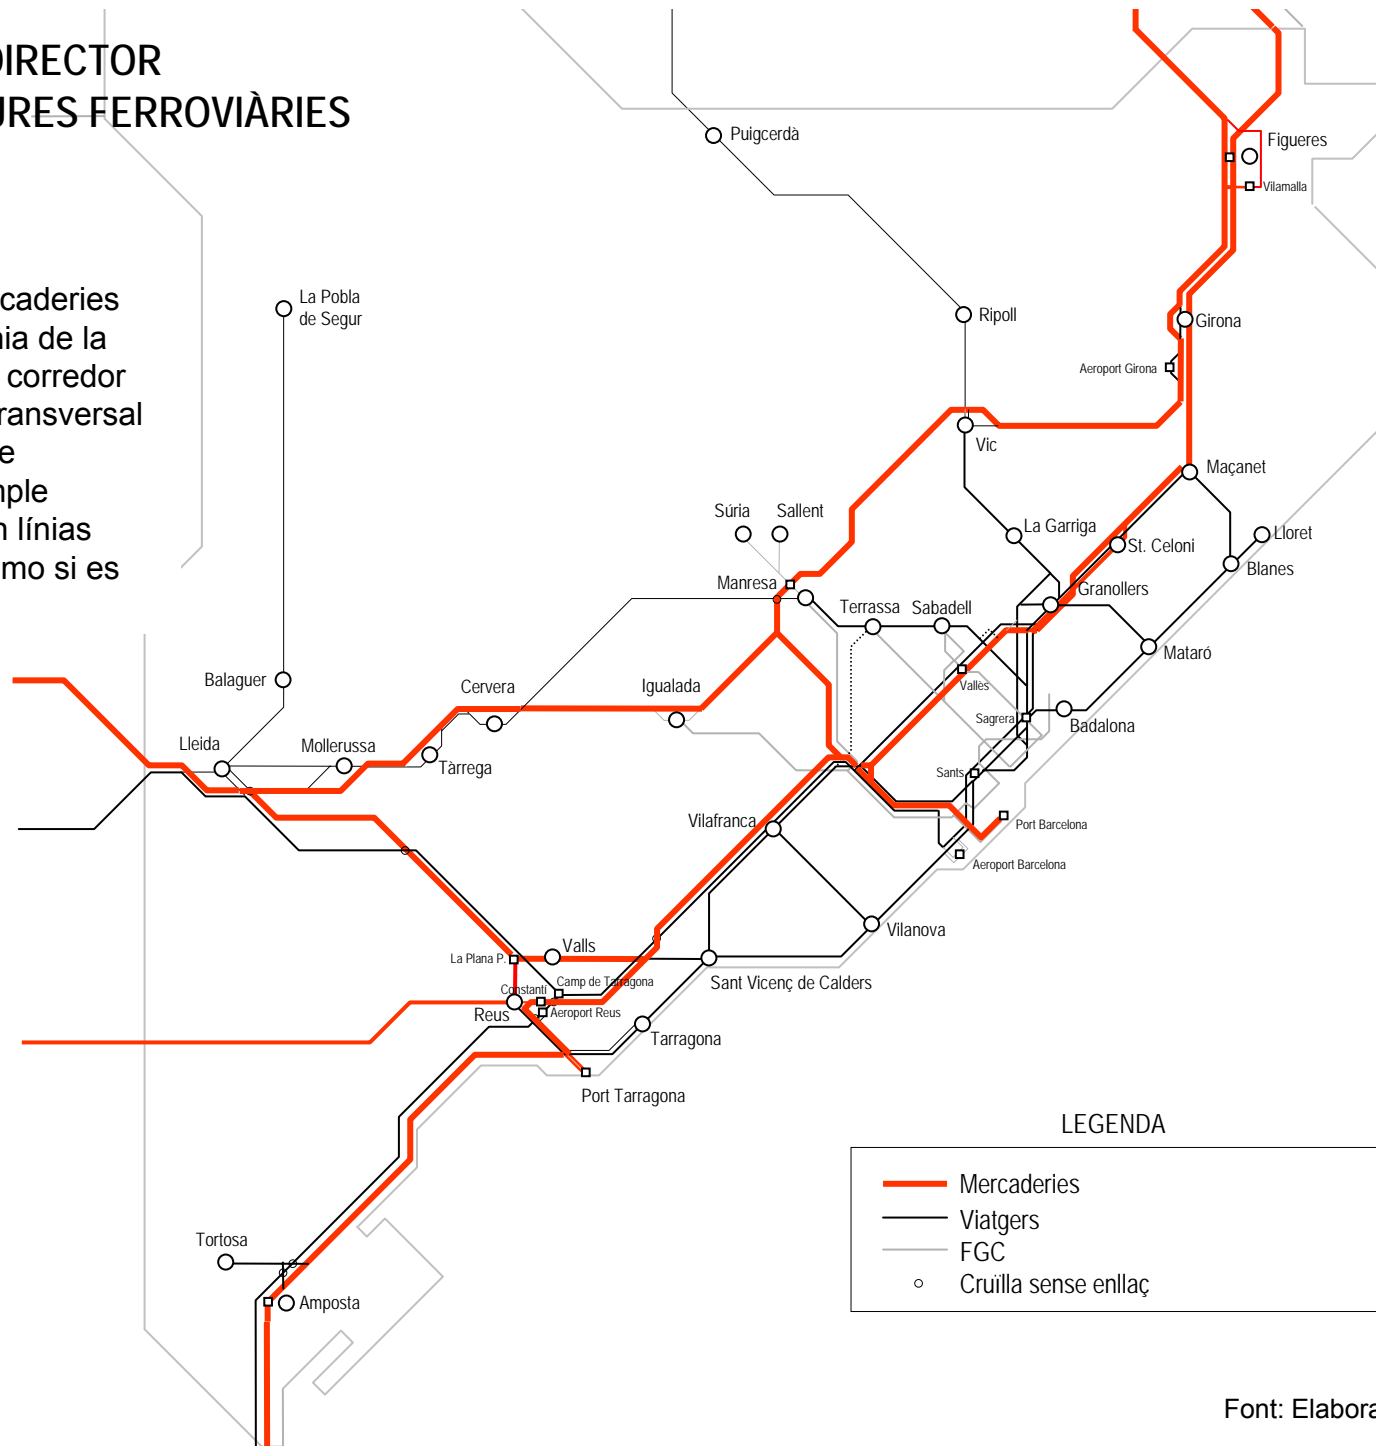 DIRECTOR
URES FERROVIÀRIES
caderies
nia de la
corredor
transversal
e
mple
n línias
mo si es
Puigcerdà
Figueres
Vilamalla
La Pobla
de Segur
Ripoll
Girona
Aeroport Girona
Vic
Maçanet
Súria
Sallent
La Garriga
St. Celoni
Lloret
Blanes
Manresa
Granollers
Terrassa
Sabadell
Mataró
Vallès
Balaguer
Cervera
Igualada
Sagrera
Badalona
Lleida
Mollerussa
Tàrrega
Sants
Vilafranca
Port Barcelona
Aeroport Barcelona
Vilanova
Valls
La Plana P.
Camp de Tarragona
Sant Vicenç de Calders
Constantí
Reus
Aeroport Reus
Tarragona
Port Tarragona
LEGENDA
Mercaderies
Viatgers
FGC
Cruïlla sense enllaç
Tortosa
Amposta
Font: Elabora